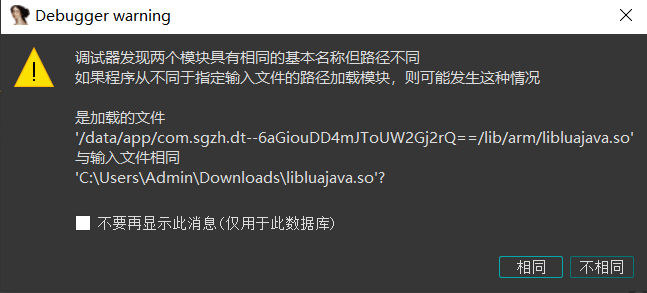 Debugger warning
调试器发现两个模块具有相同的基本名称但路径不同
如果程序从不同于指定输入文件的路径加载模块，则可能发生这种情况
是加载的文件
'/data/app/com.sgzh.dt--6aGiouDD4mJToUW2Gj2rQ==/lib/arm/libluajava.so'
与输入文件相同
'C:\Users\Admin\Downloads\libluajava.so'?
不要再显示此消息(仅用于此数据库)
相同
不相同